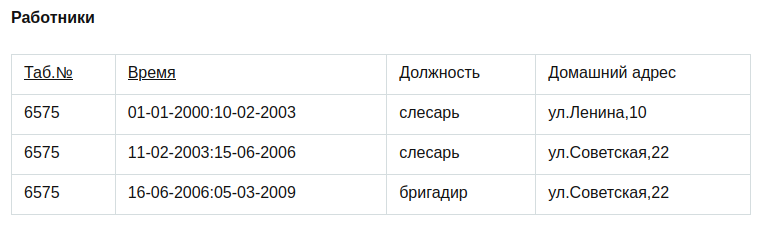 Работники
Таб.№ Время Должность Домашний адрес
6575 01-01-2000:10-02-2003 слесарь ул.Ленина,10
6575 11-02-2003:15-06-2006 слесарь ул.Советская,22
6575 16-06-2006:05-03-2009 бригадир ул.Советская,22